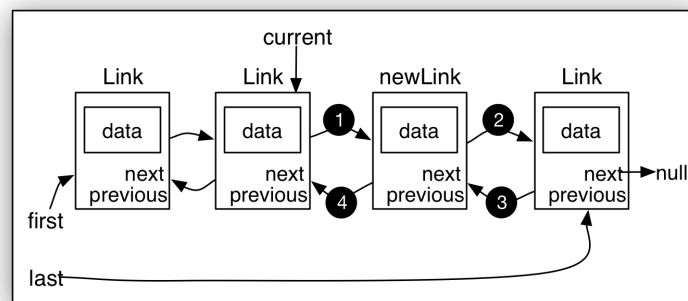 current
Link
Link
newLink
Link
data
data
data
data
1
2
next
next
next
next
null
previous
previous
previous
previous
4
3
first
last